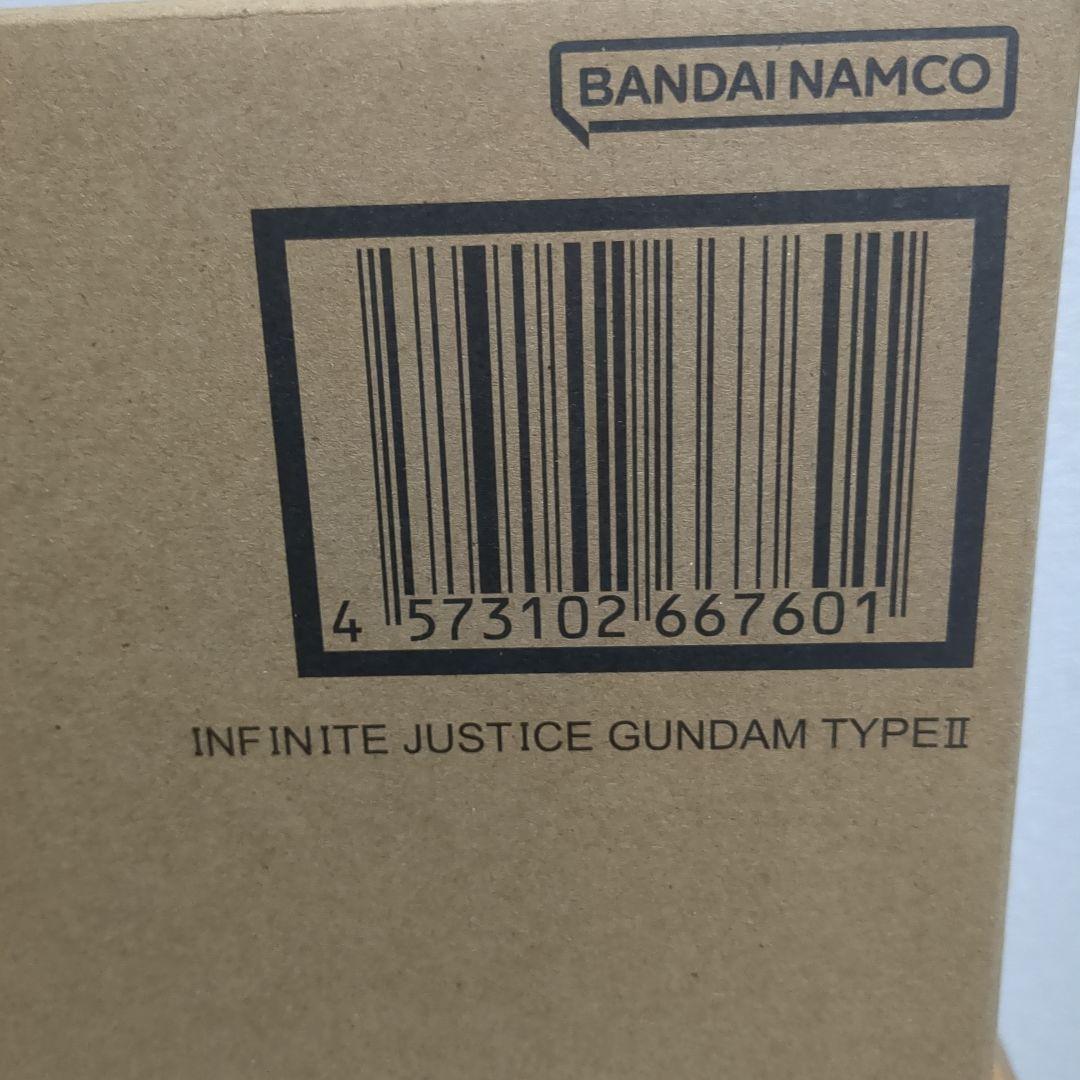 BANDAI NAMCO
4 573102 667601
INFINITE JUSTICE GUNDAM TYPEⅡ